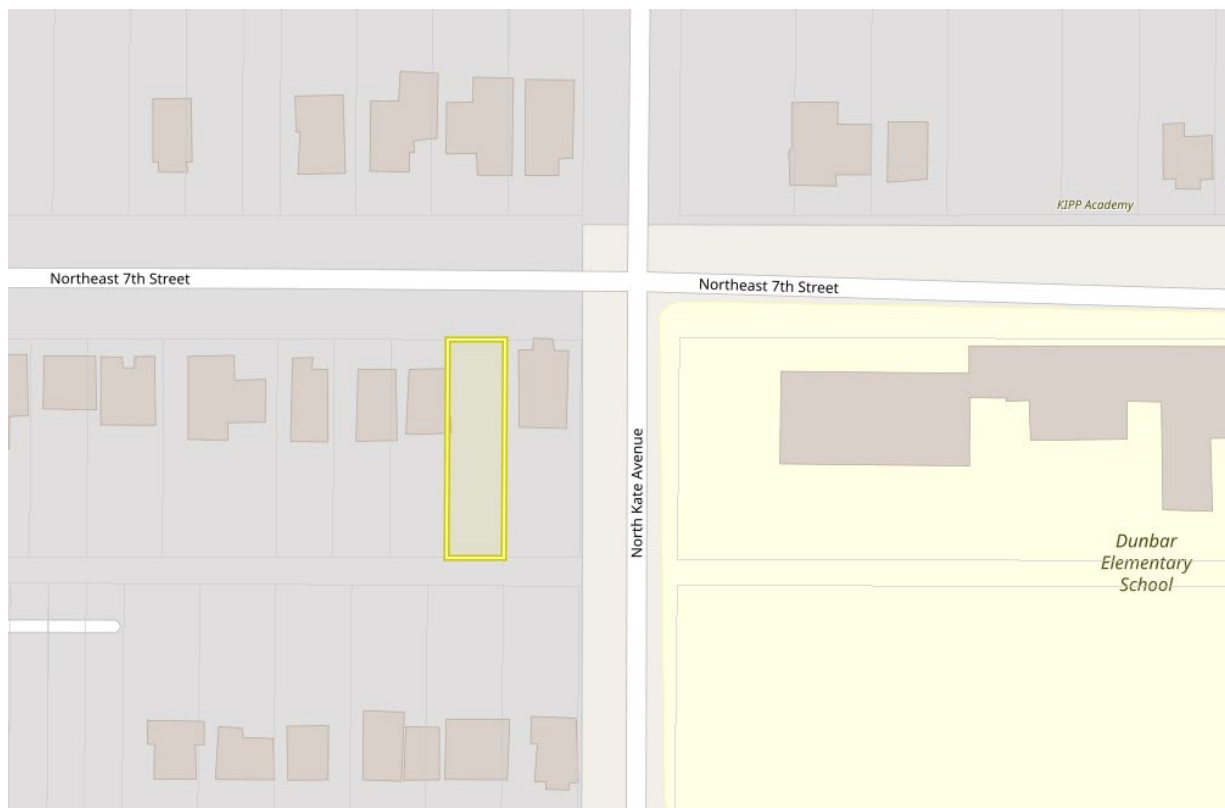 KIPP Academy
Northeast 7th Street
Northeast 7th Street
North Kate Avenue
Dunbar
Elementary
School